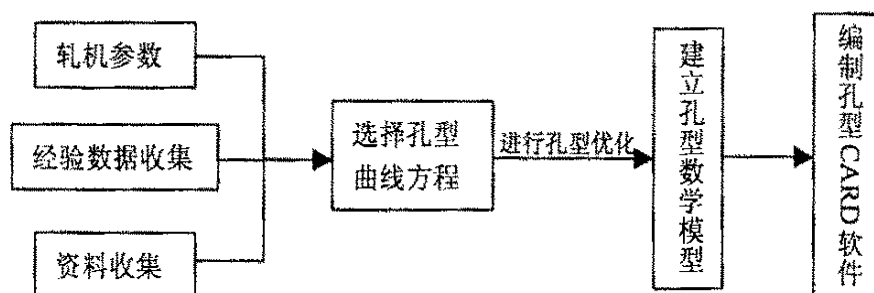 轧机参数
经验数据收集
资料收集
选择孔型
曲线方程
进行孔型优化
建立孔型数学模型
编制孔型CARD软件